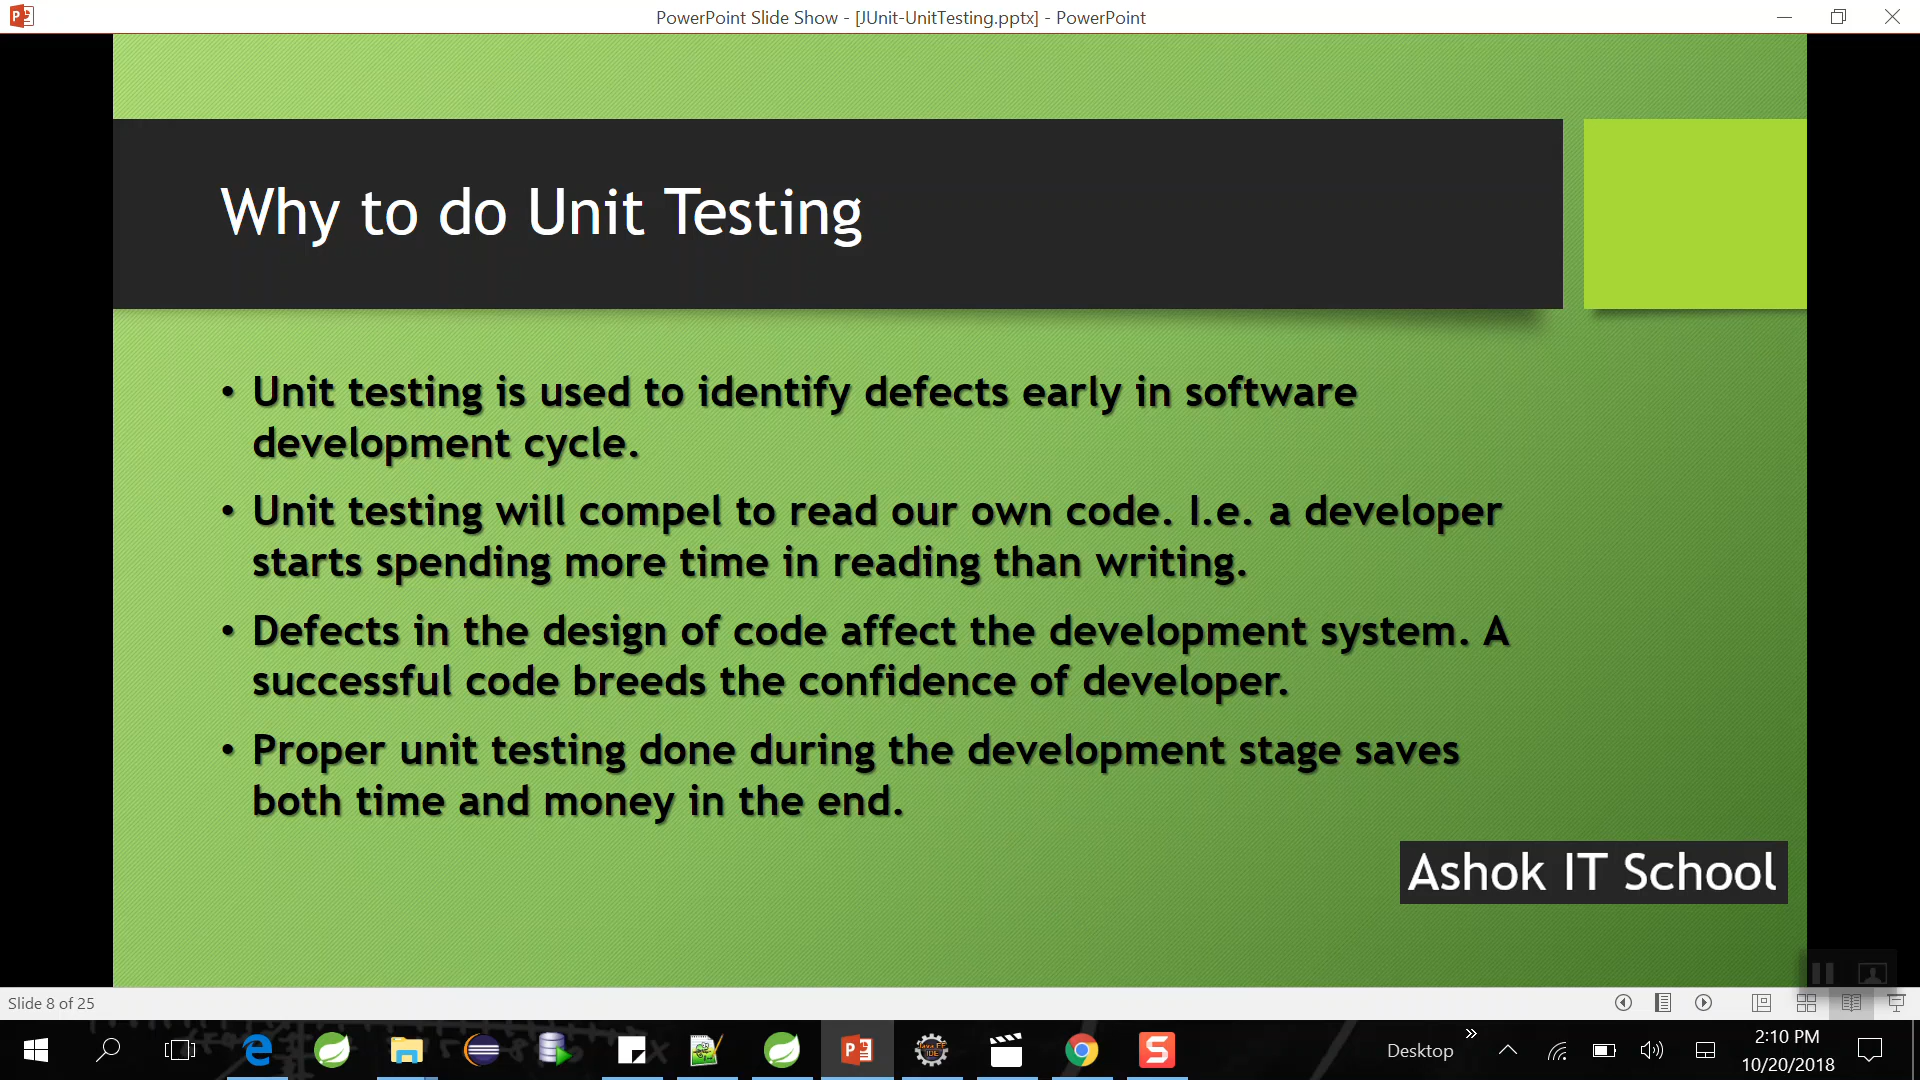 PowerPoint Slide Show - [JUnit-UnitTesting.pptx] - PowerPoint
Why to do Unit Testing
• Unit testing is used to identify defects early in software
development cycle.
• Unit testing will compel to read our own code. I.e. a developer
starts spending more time in reading than writing.
• Defects in the design of code affect the development system. A
successful code breeds the confidence of developer.
• Proper unit testing done during the development stage saves
both time and money in the end.
Ashok IT School
Slide 8 of 25
Desktop
2:10 PM
10/20/2018